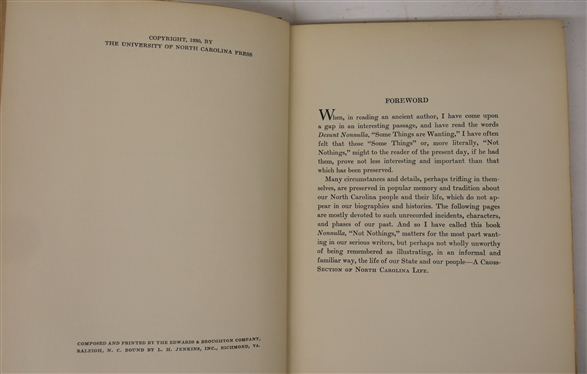 COPYRIGHT, 1930, BY
THE UNIVERSITY OF NORTH CAROLINA PRESS
COMPOSED AND PRINTED BY THE EDWARDS & BROUGHTON COMPANY,
RALEIGH, N. C. BOUND BY L. H. JENKINS, INC., RICHMOND, VA.
FOREWORD
When, in reading an ancient author, I have come upon
a gap in an interesting passage, and have read the words
Desunt Nonnulla, "Some Things are Wanting," I have often
felt that those "Some Things" or, more literally, "Not
Nothings," might to the reader of the present day, if he had
them, prove not less interesting and important than that
which has been preserved.
Many circumstances and details, perhaps trifling in them-
selves, are preserved in popular memory and tradition about
our North Carolina people and their life, which do not ap-
pear in our biographies and histories. The following pages
are mostly devoted to such unrecorded incidents, characters,
and phases of our past. And so I have called this book
Nonnulla, "Not Nothings," matters for the most part want-
ing in our serious writers, but perhaps not wholly unworthy
of being remembered as illustrating, in an informal and
familiar way, the life of our State and our people—A CROSS-
SECTION OF NORTH CAROLINA LIFE.